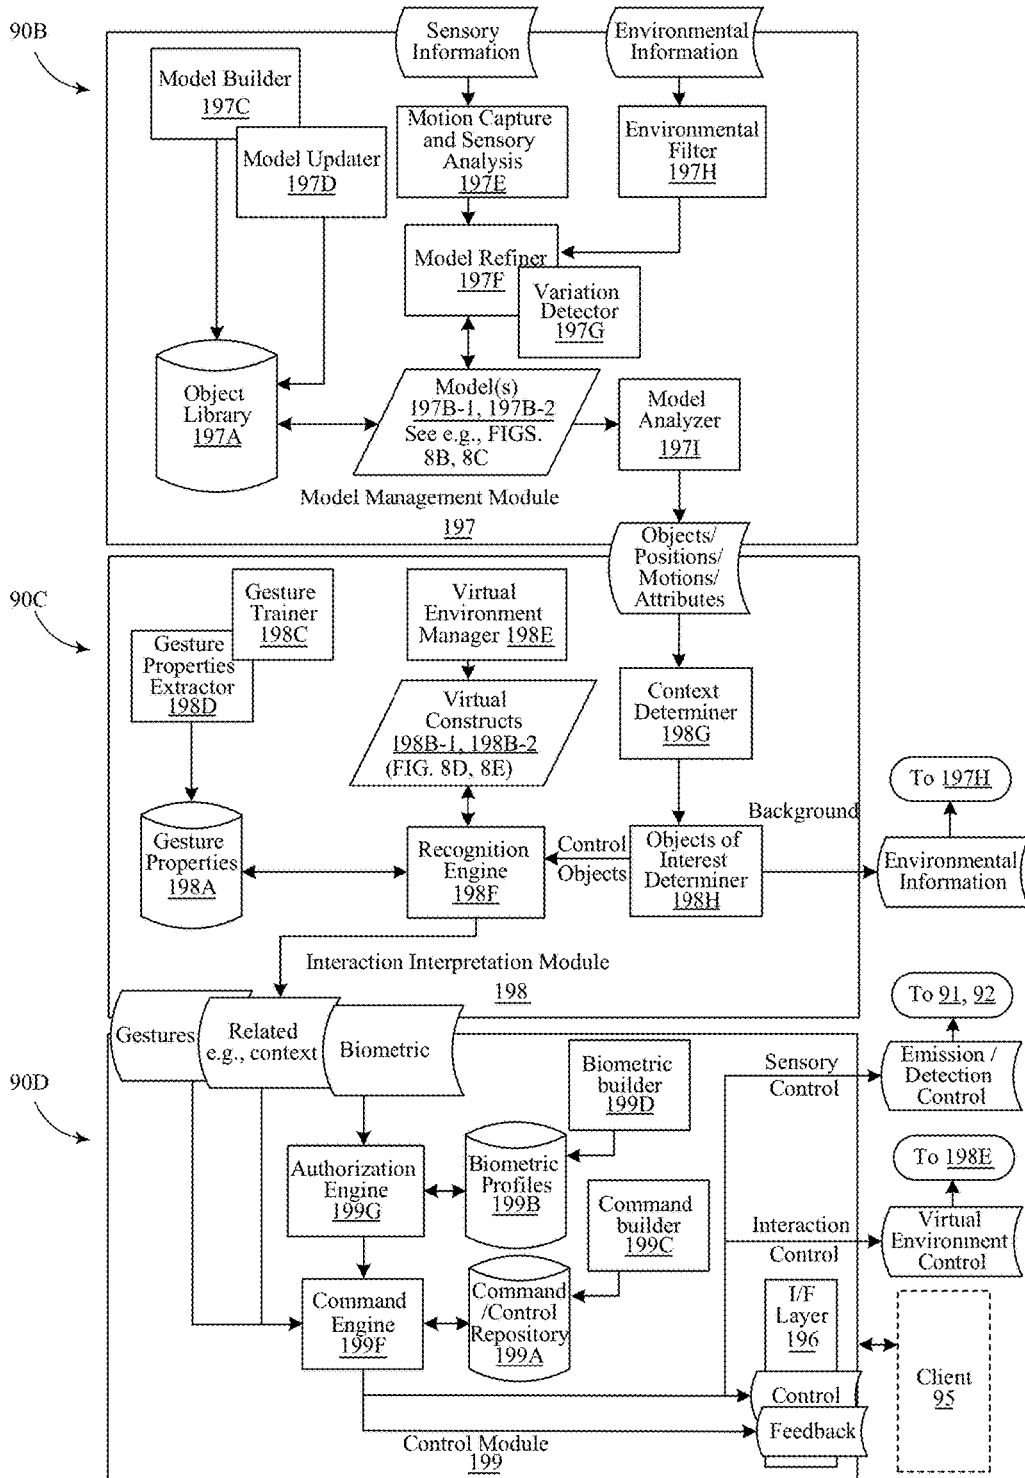 90B
Sensory
Information
Environmental
Information
Model Builder
197C
Model Updater
197D
Motion Capture
and Sensory
Analysis
197E
Environmental
Filter
197H
Model Refiner
197F
Variation
Detector
197G
Object
Library
197A
Model(s)
197B-1, 197B-2
See e.g., FIGS.
8B, 8C
Model
Analyzer
197I
Model Management Module
197
Objects/
Positions/
Motions/
Attributes
90C
Gesture
Trainer
198C
Gesture
Properties
Extractor
198D
Virtual
Environment
Manager 198E
Virtual
Constructs
198B-1, 198B-2
(FIG. 8D, 8E)
Context
Determiner
198G
To 197H
Background
Gesture
Properties
198A
Recognition
Engine
198F
Control
Objects
Objects of
Interest
Determiner
198H
Environmental
Information
Interaction Interpretation Module
198
Gestures
Related
e.g., context
Biometric
To 91, 92
90D
Biometric
builder
199D
Sensory
Control
Emission /
Detection
Control
Authorization
Engine
199G
Biometric
Profiles
199B
Command
builder
199C
To 198E
Interaction
Control
Virtual
Environment
Control
Command
Engine
199F
Command
/Control
Repository
199A
I/F
Layer
196
Client
95
Control
Feedback
Control Module
199